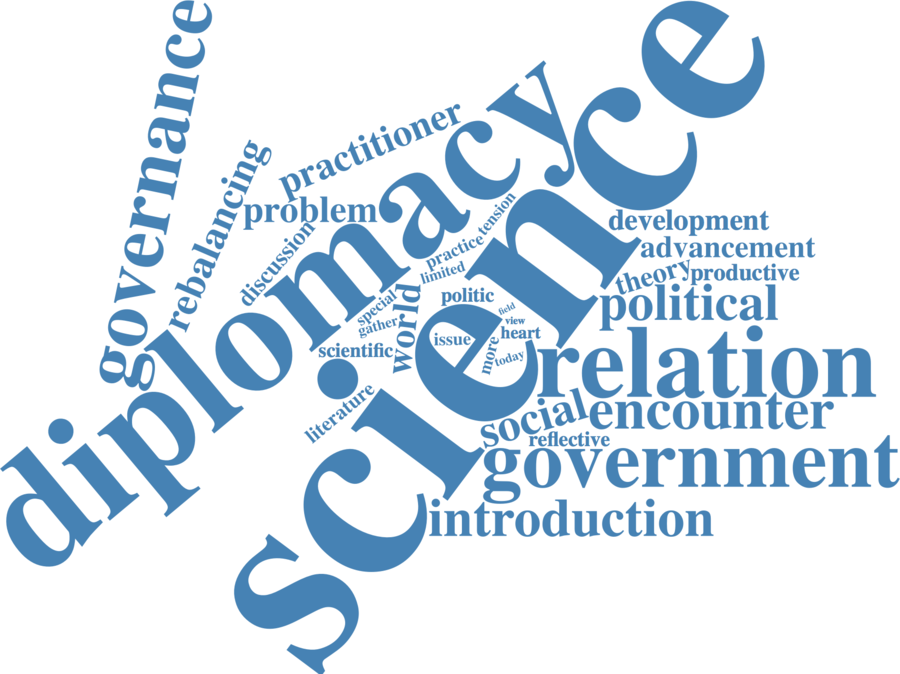 governance
rebalancing
practitioner
problem
discussion
diplomacy
science
tension
practice
limited
special
gather
world
politic
field
view
heart
issue
more
today
scientific
literature
development
advancement
theory
productive
political
relation
social
encounter
reflective
government
introduction